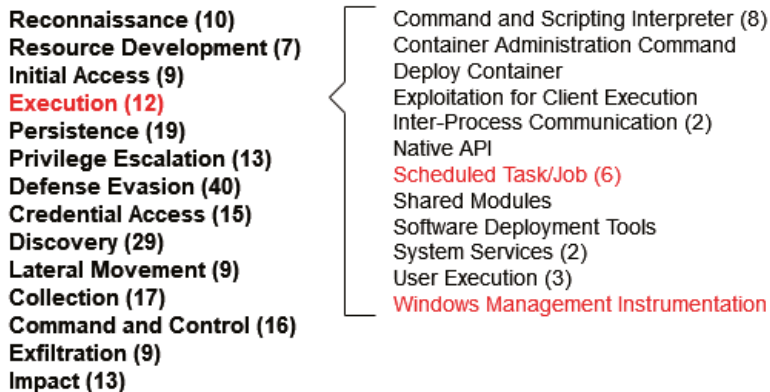 Reconnaissance (10)
Resource Development (7)
Initial Access (9)
Execution (12)
Persistence (19)
Privilege Escalation (13)
Defense Evasion (40)
Credential Access (15)
Discovery (29)
Lateral Movement (9)
Collection (17)
Command and Control (16)
Exfiltration (9)
Impact (13)
Command and Scripting Interpreter (8)
Container Administration Command
Deploy Container
Exploitation for Client Execution
Inter-Process Communication (2)
Native API
Scheduled Task/Job (6)
Shared Modules
Software Deployment Tools
System Services (2)
User Execution (3)
Windows Management Instrumentation